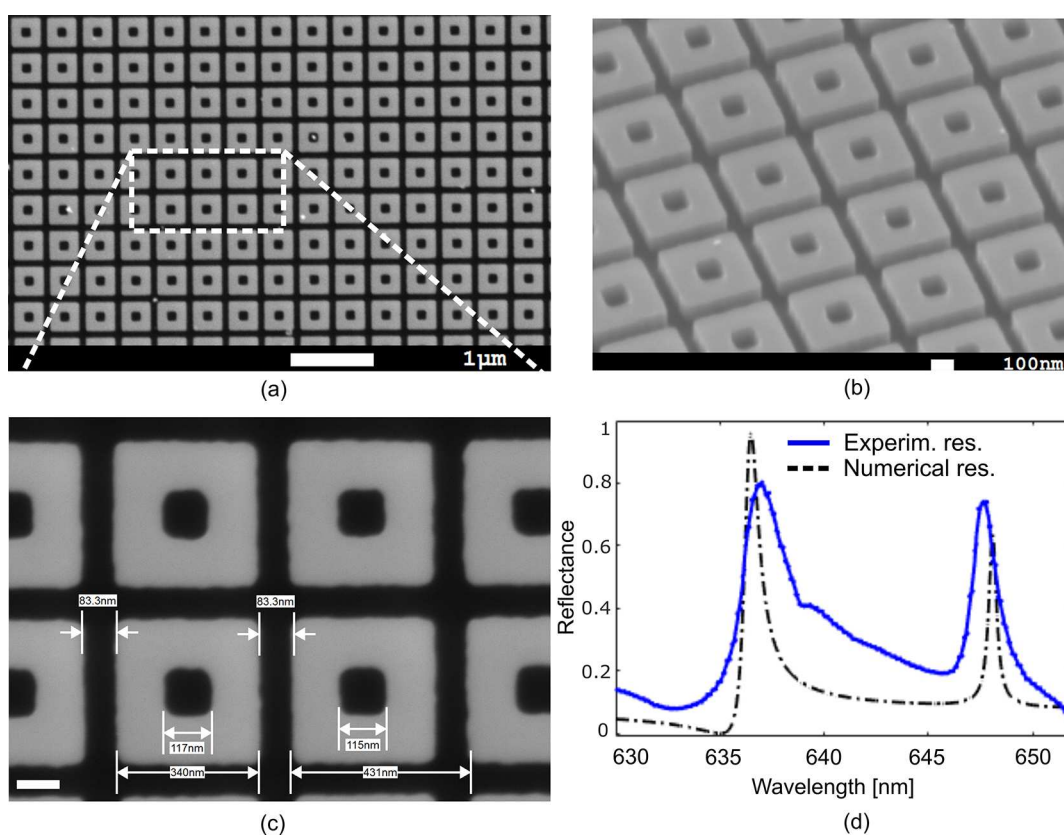 1µm
(a)
100nm
(b)
83.3nm
83.3nm
117nm
115nm
340nm
431nm
(c)
1
0.8
0.6
0.4
0.2
0
Reflectance
Experim. res.
Numerical res.
630
635
640
645
650
Wavelength [nm]
(d)